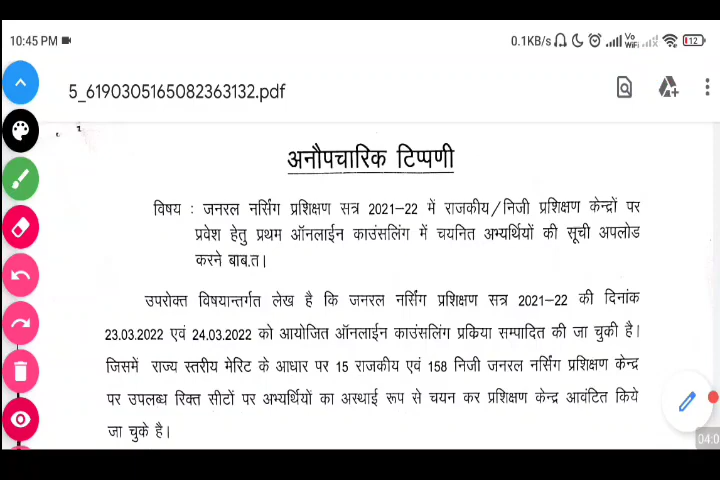 10:45 PM
0.1KB/s
Vo
WiFi
12
5_6190305165082363132.pdf
अनौपचारिक टिप्पणी
विषय : जनरल नर्सिंग प्रशिक्षण सत्र 2021-22 में राजकीय/निजी प्रशिक्षण केन्द्रों पर
प्रवेश हेतु प्रथम ऑनलाईन काउंसलिंग में चयनित अभ्यर्थियों की सूची अपलोड
करने बाब.त।
उपरोक्त विषयान्तर्गत लेख है कि जनरल नर्सिंग प्रशिक्षण सत्र 2021-22 की दिनांक
23.03.2022 एवं 24.03.2022 को आयोजित ऑनलाईन काउंसलिंग प्रकिया सम्पादित की जा चुकी है।
जिसमें राज्य स्तरीय मेरिट के आधार पर 15 राजकीय एवं 158 निजी जनरल नर्सिंग प्रशिक्षण केन्द्र
पर उपलब्ध रिक्त सीटों पर अभ्यर्थियों का अस्थाई रूप से चयन कर प्रशिक्षण केन्द्र आवंटित किये
जा चुके है।
04:0